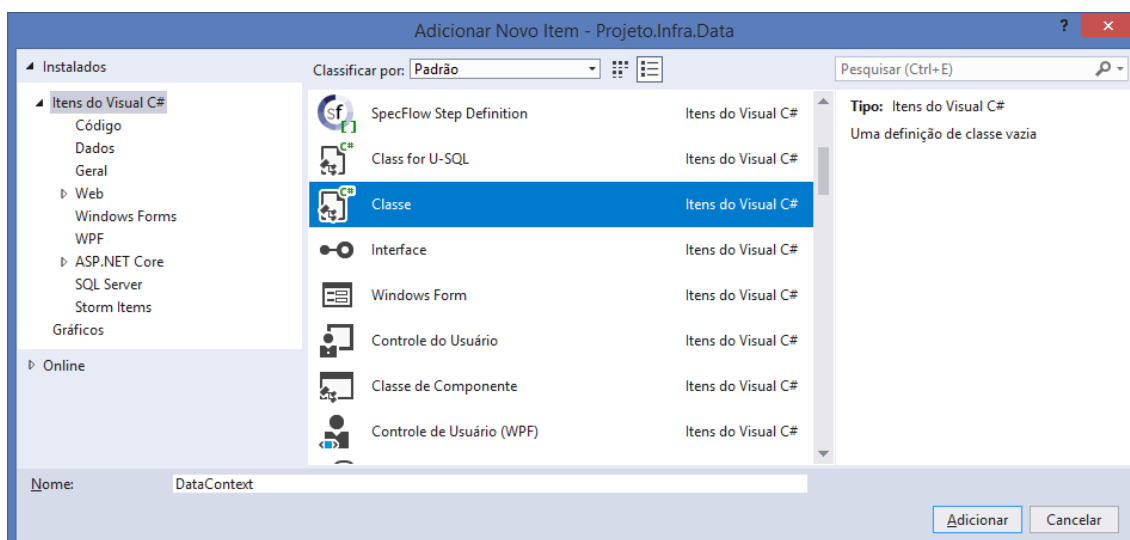 Adicionar Novo Item - Projeto.Infra.Data
? ×
Instalados
Classificar por: Padrão
Pesquisar (Ctrl+E)
Itens do Visual C#
Código
Dados
Geral
Web
Windows Forms
WPF
ASP.NET Core
SQL Server
Storm Items
Gráficos
Online
sf [] SpecFlow Step Definition Itens do Visual C#
C# Class for U-SQL Itens do Visual C#
C# Classe Itens do Visual C#
Interface Itens do Visual C#
Windows Form Itens do Visual C#
Controle do Usuário Itens do Visual C#
Classe de Componente Itens do Visual C#
Controle de Usuário (WPF) Itens do Visual C#
Tipo: Itens do Visual C#
Uma definição de classe vazia
Nome: DataContext
Adicionar Cancelar